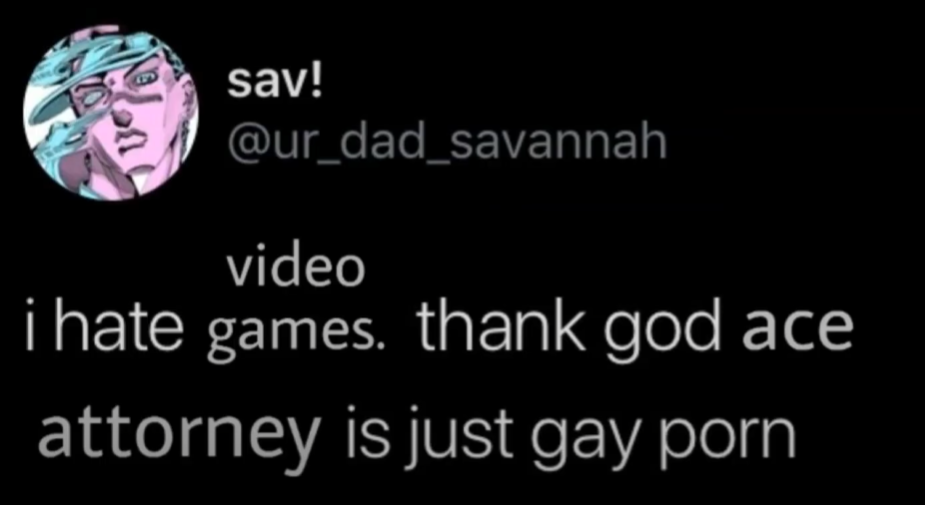 sav!
@ur_dad_savannah
video
i hate games. thank god ace
attorney is just gay porn